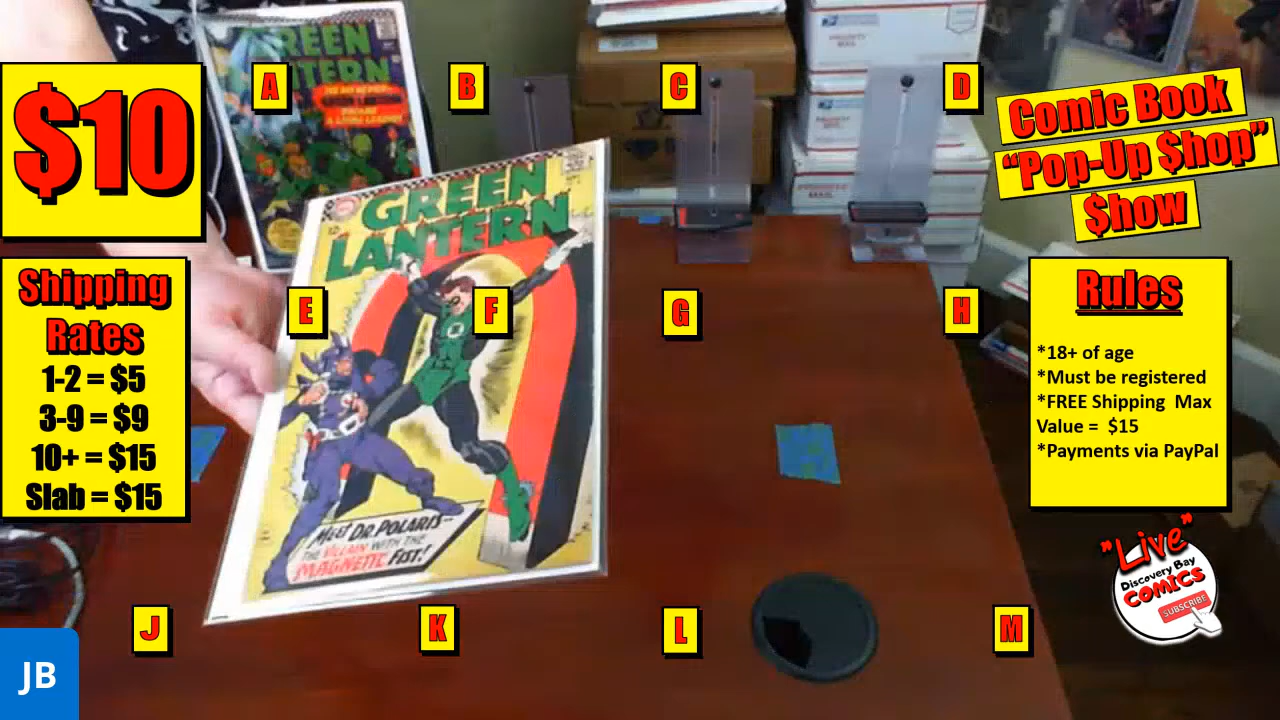 $10
Shipping
Rates
1-2 = $5
3-9 = $9
10+ = $15
Slab = $15
A
B
C
D
E
F
G
H
J
K
L
M
GREEN
LANTERN
GREEN
LANTERN
MEET DR. POLARIS--
THE VILLAIN WITH THE
MAGNETIC FIST!
Comic Book
“Pop-Up $hop”
$how
Rules
*18+ of age
*Must be registered
*FREE Shipping Max
Value = $15
*Payments via PayPal
"Live"
Discovery Bay
COMICS
SUBSCRIBE
JB